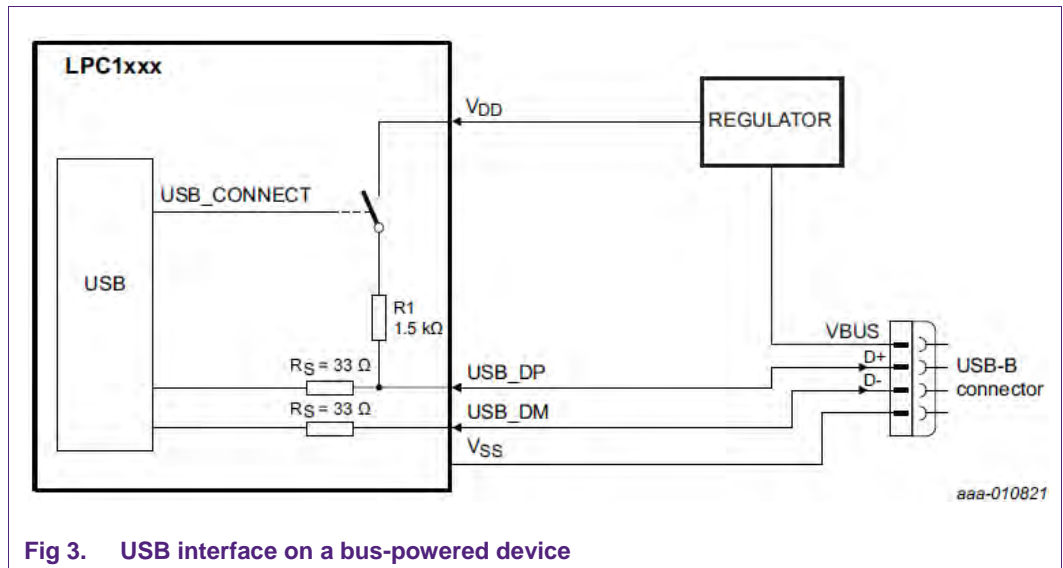 LPC1xxx
VDD
REGULATOR
USB_CONNECT
USB
R1
1.5 kΩ
VBUS
D+
D-
USB-B
connector
RS = 33 Ω
USB_DP
RS = 33 Ω
USB_DM
VSS
aaa-010821
Fig 3. USB interface on a bus-powered device